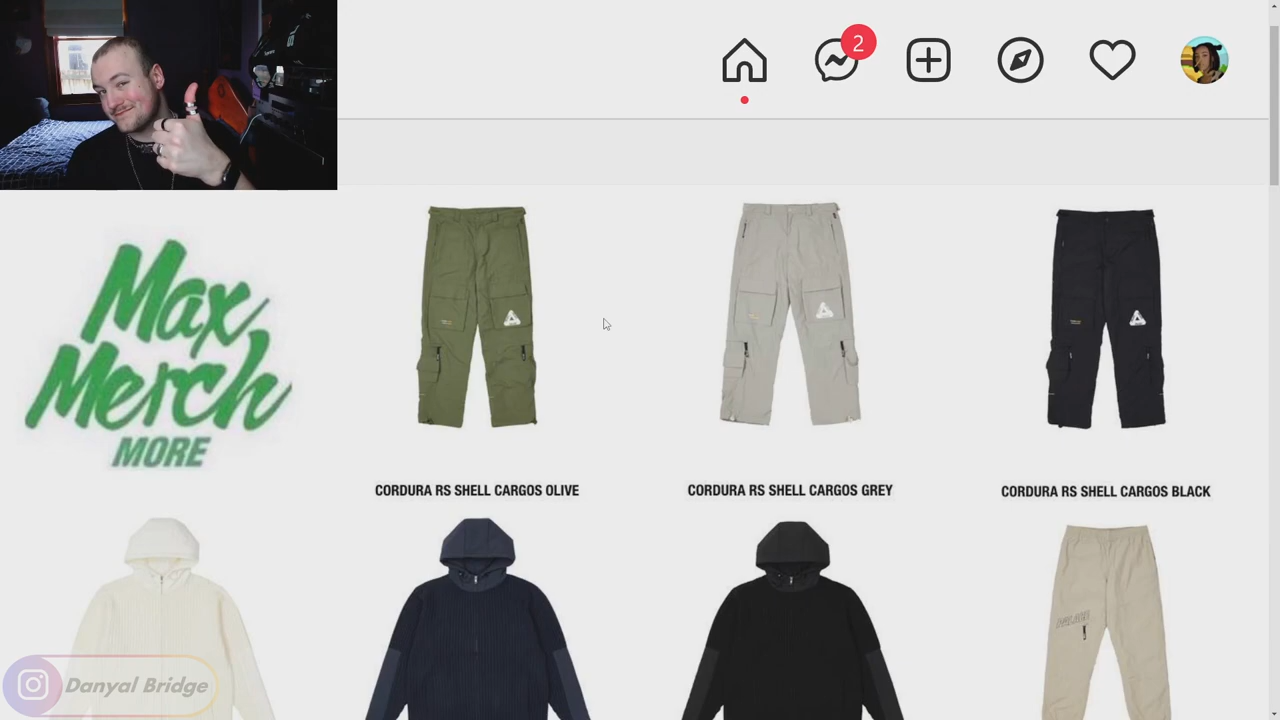 2
Max
Merch
MORE
CORDURA RS SHELL CARGOS OLIVE
CORDURA RS SHELL CARGOS GREY
CORDURA RS SHELL CARGOS BLACK
PALACE
Danyal Bridge